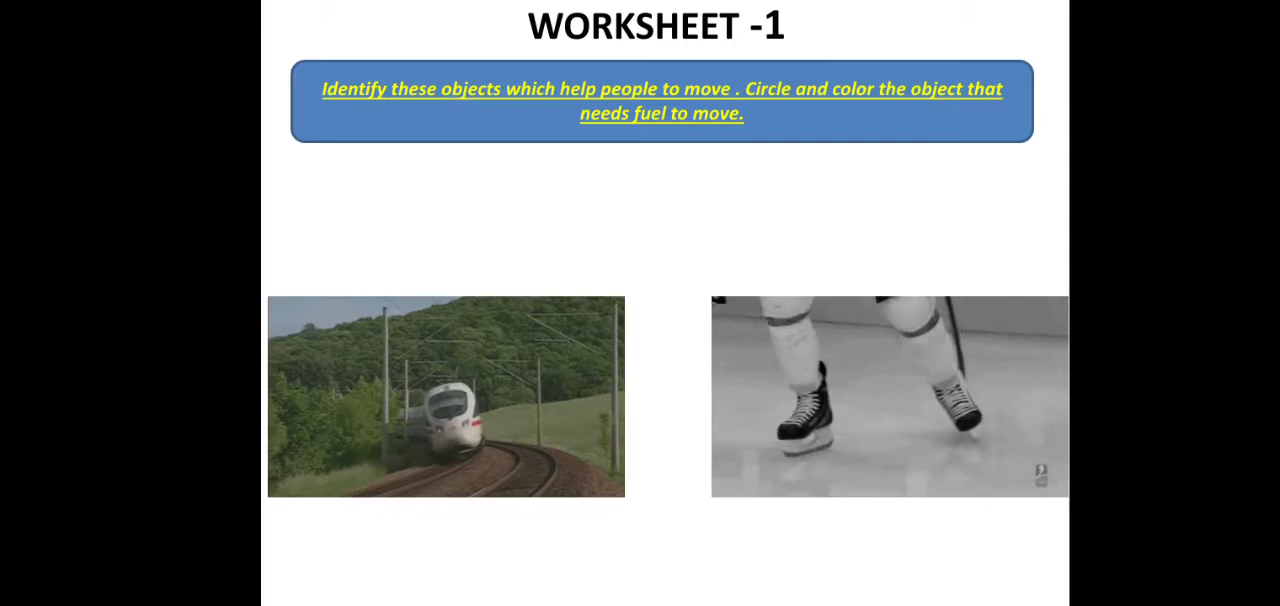 WORKSHEET -1
Identify these objects which help people to move . Circle and color the object that
needs fuel to move.